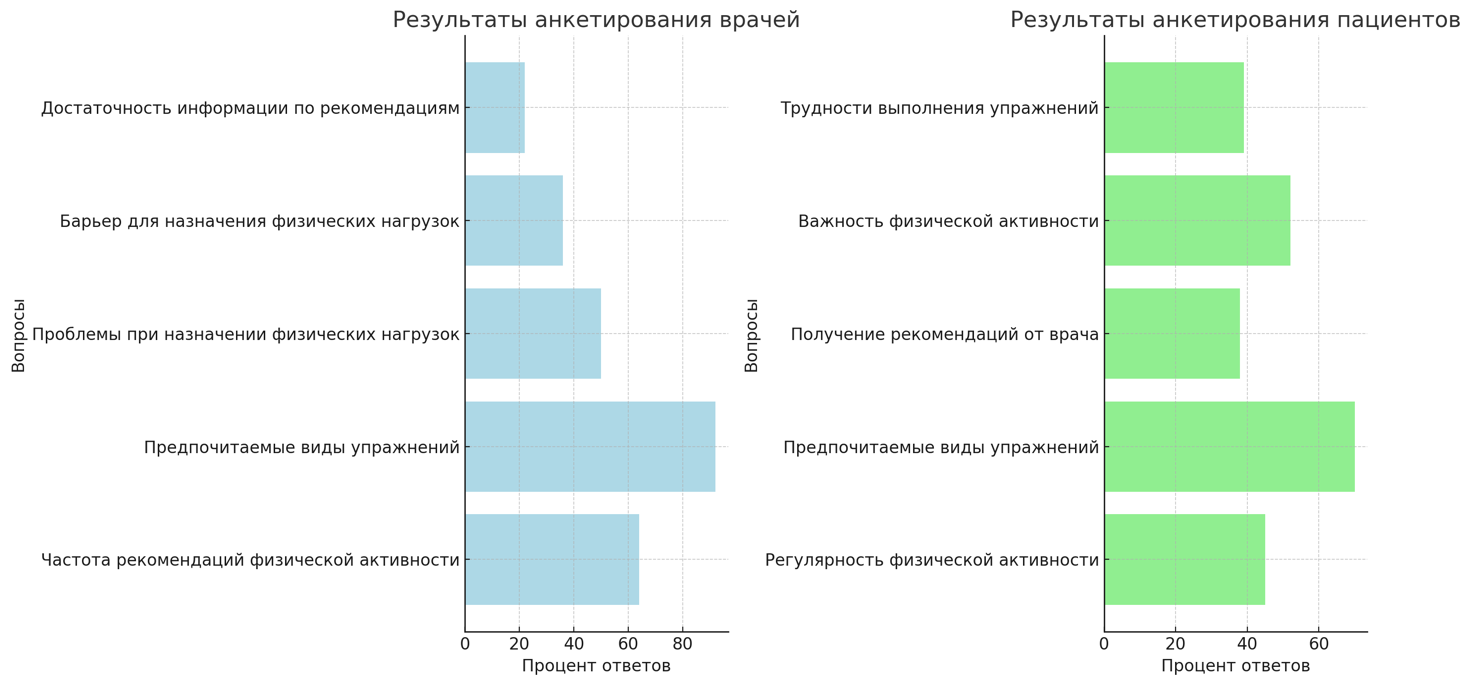 Результаты анкетирования врачей
Вопросы
Достаточность информации по рекомендациям
Барьер для назначения физических нагрузок
Проблемы при назначении физических нагрузок
Предпочитаемые виды упражнений
Частота рекомендаций физической активности
0 20 40 60 80
Процент ответов
Результаты анкетирования пациентов
Вопросы
Трудности выполнения упражнений
Важность физической активности
Получение рекомендаций от врача
Предпочитаемые виды упражнений
Регулярность физической активности
0 20 40 60
Процент ответов